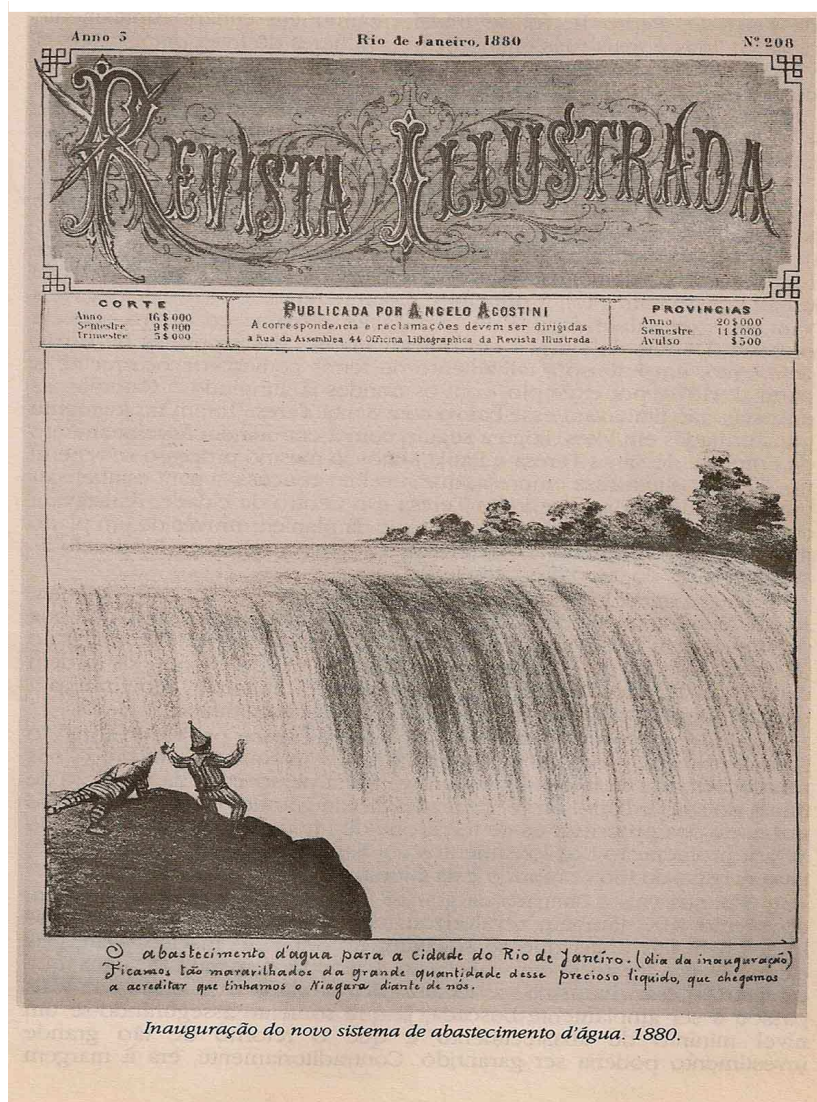 Anno 5 Rio de Janeiro, 1880 Nº 208
REVISTA ILLUSTRADA
CORTE
Anno 16$000
Semestre 9$000
Trimestre 5$000
PUBLICADA POR ANGELO AGOSTINI
A correspondencia e reclamações devem ser dirigidas
a Rua da Assemblea, 44 Officina Lithographica da Revista Illustrada
PROVINCIAS
Anno 20$000
Semestre 11$000
Avulso $500
O abastecimento d'agua para a cidade do Rio de Janeiro. (dia da inauguração)
Ficamos tão maravilhados da grande quantidade desse precioso liquido, que chegamos
a acreditar que tinhamos o Niagara diante de nós.
Inauguração do novo sistema de abastecimento d'água. 1880.